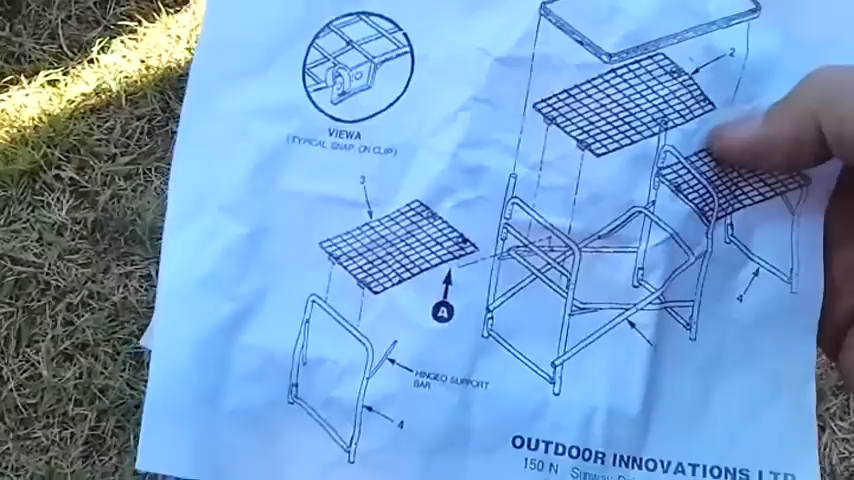 2
VIEWA
(TYPICAL SNAP ON CLIP)
3
A
4
HINGED SUPPORT
BAR
4
OUTDOOR INNOVATIONS LTD
150 N